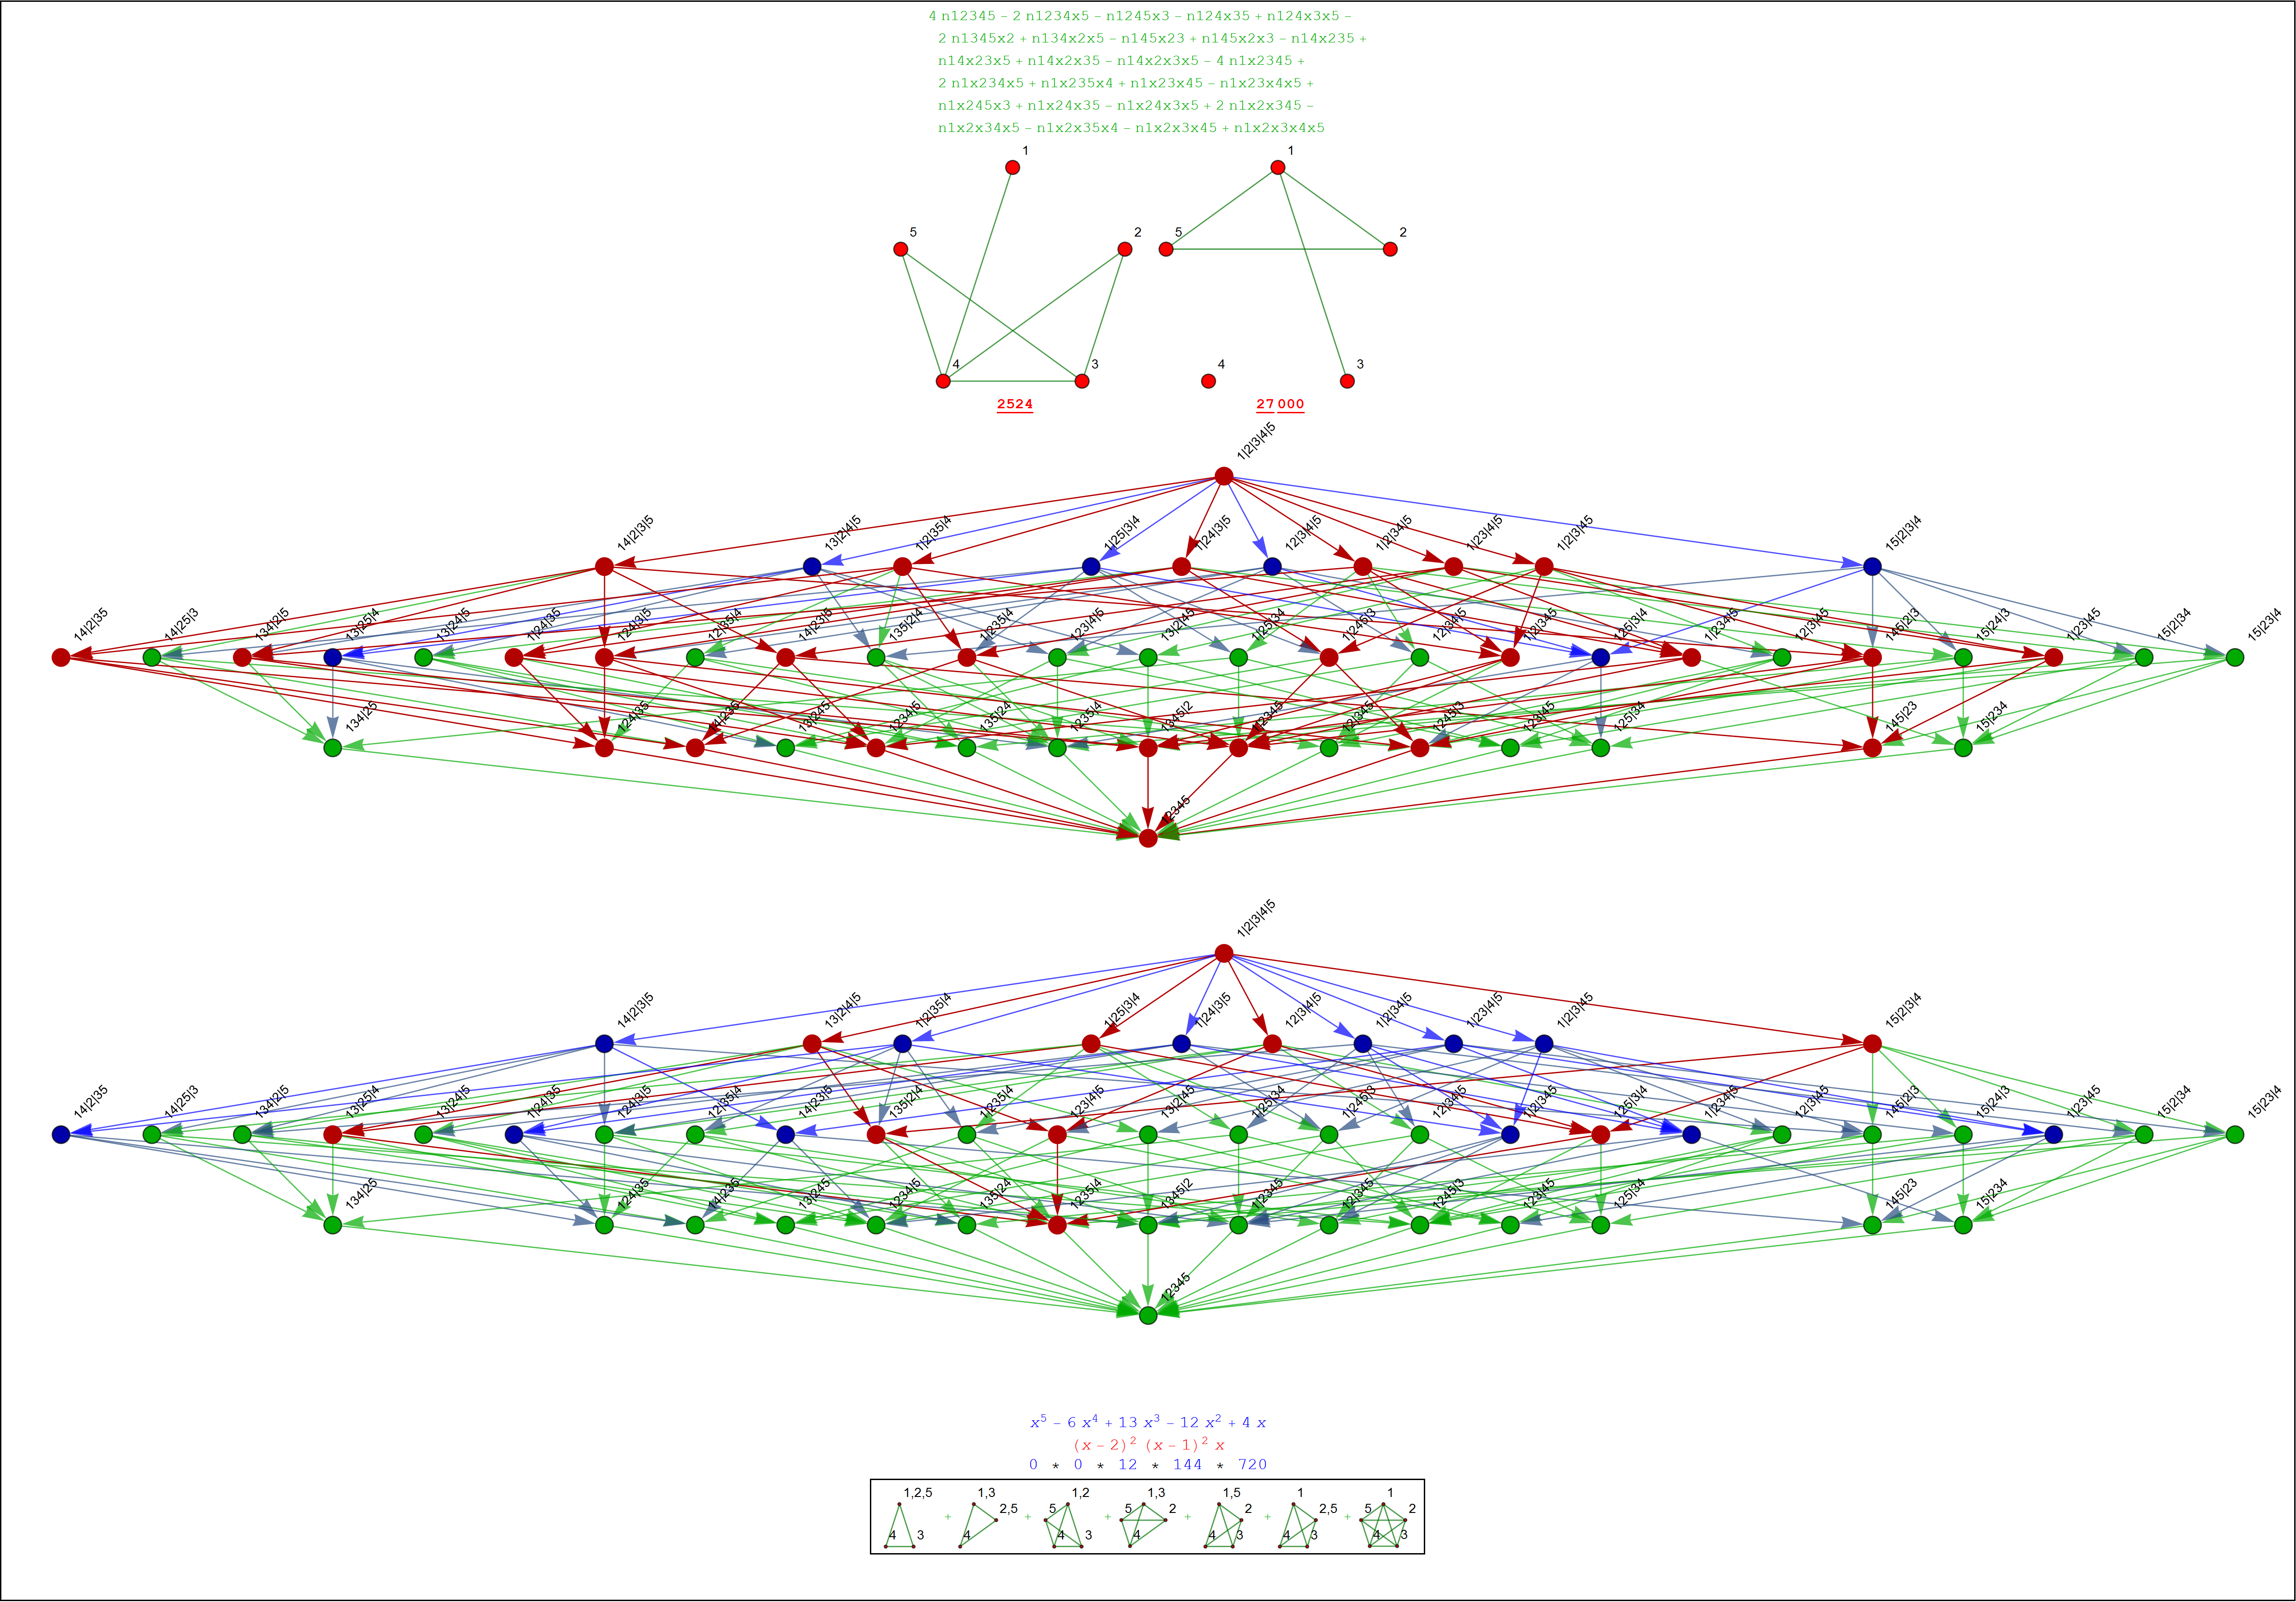 4 n12345 − 2 n1234x5 − n1245x3 − n124x35 + n124x3x5 −
2 n1345x2 + n134x2x5 − n145x23 + n145x2x3 − n14x235 +
n14x23x5 + n14x2x35 − n14x2x3x5 − 4 n1x2345 +
2 n1x234x5 + n1x235x4 + n1x23x45 − n1x23x4x5 +
n1x245x3 + n1x24x35 − n1x24x3x5 + 2 n1x2x345 −
n1x2x34x5 − n1x2x35x4 − n1x2x3x45 + n1x2x3x4x5
1 1
5 2 5 2
4 3 4 3
2524 27 000
1|2|3|4|5
14|2|3|5 13|2|4|5 1|2|35|4 1|25|3|4 1|24|3|5 12|3|4|5 1|2|34|5 1|23|4|5 1|2|3|45 15|2|3|4
14|2|35 14|25|3 134|2|5 13|25|4 13|24|5 1|24|35 124|3|5 12|35|4 14|23|5 135|2|4 1|235|4 123|4|5 13|2|45 1|25|34 1|245|3 12|34|5 1|2|345 125|3|4 1|234|5 12|3|45 145|2|3 15|24|3 1|23|45 15|2|34 15|23|4
134|25 124|35 14|235 13|245 1234|5 135|24 1235|4 1345|2 1|2345 12|345 1245|3 123|45 125|34 145|23 15|234
12345
1|2|3|4|5
14|2|3|5 13|2|4|5 1|2|35|4 1|25|3|4 1|24|3|5 12|3|4|5 1|2|34|5 1|23|4|5 1|2|3|45 15|2|3|4
14|2|35 14|25|3 134|2|5 13|25|4 13|24|5 1|24|35 124|3|5 12|35|4 14|23|5 135|2|4 1|235|4 123|4|5 13|2|45 1|25|34 1|245|3 12|34|5 1|2|345 125|3|4 1|234|5 12|3|45 145|2|3 15|24|3 1|23|45 15|2|34 15|23|4
134|25 124|35 14|235 13|245 1234|5 135|24 1235|4 1345|2 1|2345 12|345 1245|3 123|45 125|34 145|23 15|234
12345
x⁵ − 6 x⁴ + 13 x³ − 12 x² + 4 x
(x − 2)² (x − 1)² x
0 * 0 * 12 * 144 * 720
1,2,5 1,3 1,2 1,3 1,5 1 1
2,5 5 5 2 2 2,5 5 2
+ + + + + +
4 3 4 4 3 4 4 3 4 3 4 3